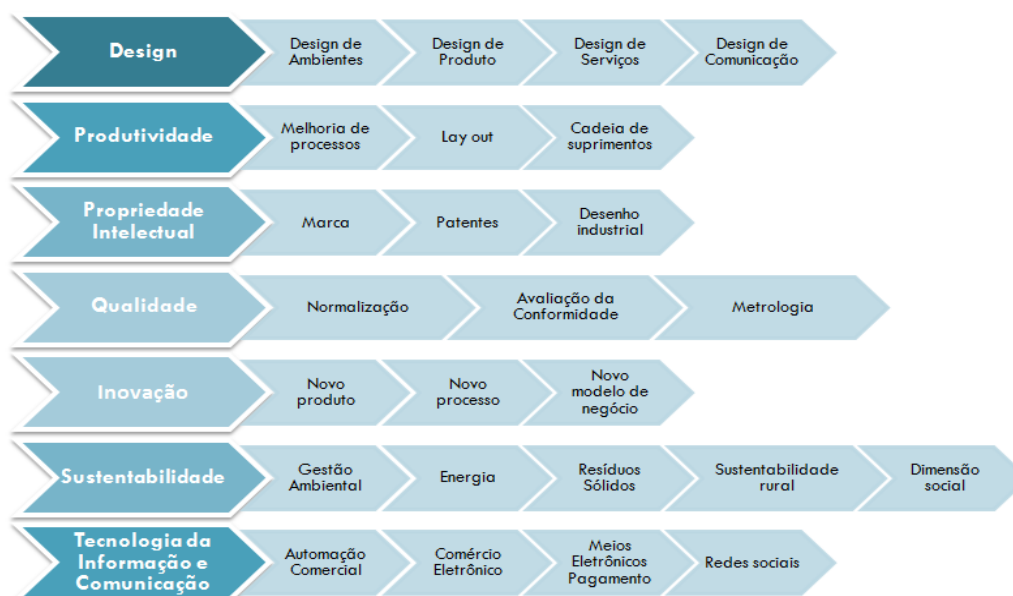 Design
Design de
Ambientes
Design de
Produto
Design de
Serviços
Design de
Comunicação
Produtividade
Melhoria de
processos
Lay out
Cadeia de
suprimentos
Propriedade
Intelectual
Marca
Patentes
Desenho
industrial
Qualidade
Normalização
Avaliação da
Conformidade
Metrologia
Inovação
Novo
produto
Novo
processo
Novo
modelo de
negócio
Sustentabilidade
Gestão
Ambiental
Energia
Resíduos
Sólidos
Sustentabilidade
rural
Dimensão
social
Tecnologia da
Informação e
Comunicação
Automação
Comercial
Comércio
Eletrônico
Meios
Eletrônicos
Pagamento
Redes sociais